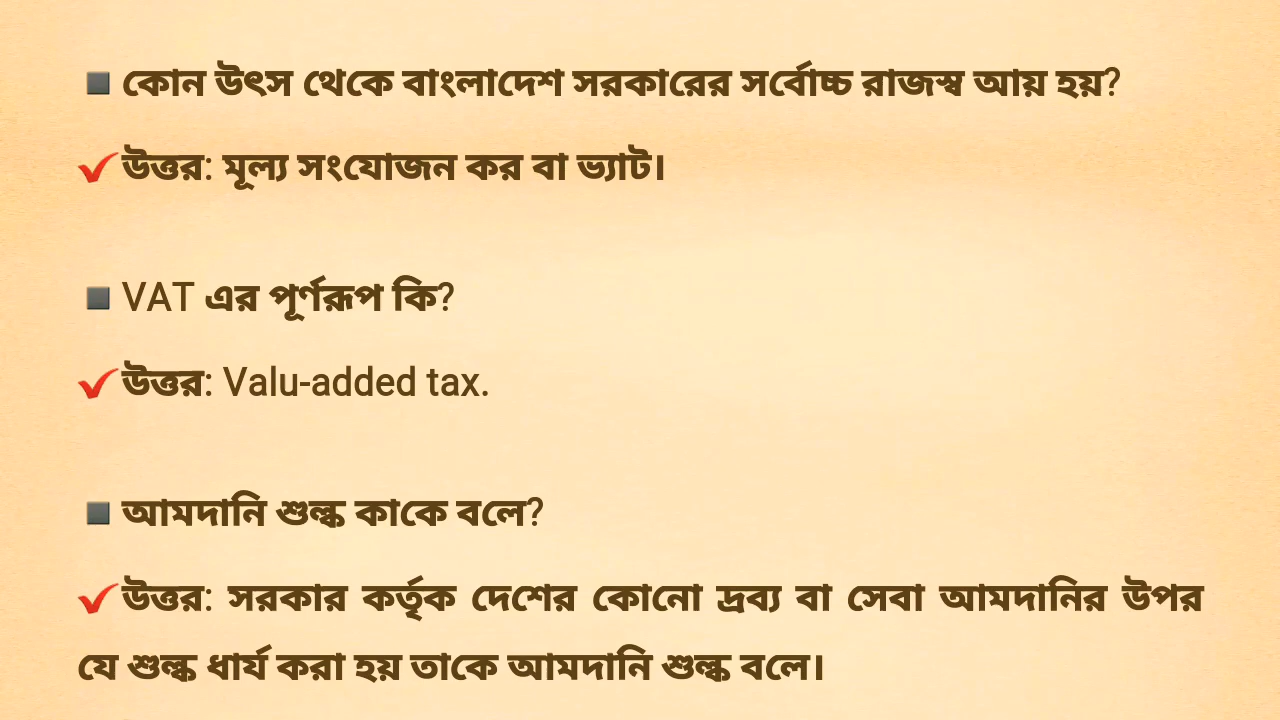 ◾ কোন উৎস থেকে বাংলাদেশ সরকারের সর্বোচ্চ রাজস্ব আয় হয়?
✔উত্তর: মূল্য সংযোজন কর বা ভ্যাট।
◾ VAT এর পূর্ণরূপ কি?
✔উত্তর: Valu-added tax.
◾ আমদানি শুল্ক কাকে বলে?
✔উত্তর: সরকার কর্তৃক দেশের কোনো দ্রব্য বা সেবা আমদানির উপর
যে শুল্ক ধার্য করা হয় তাকে আমদানি শুল্ক বলে।